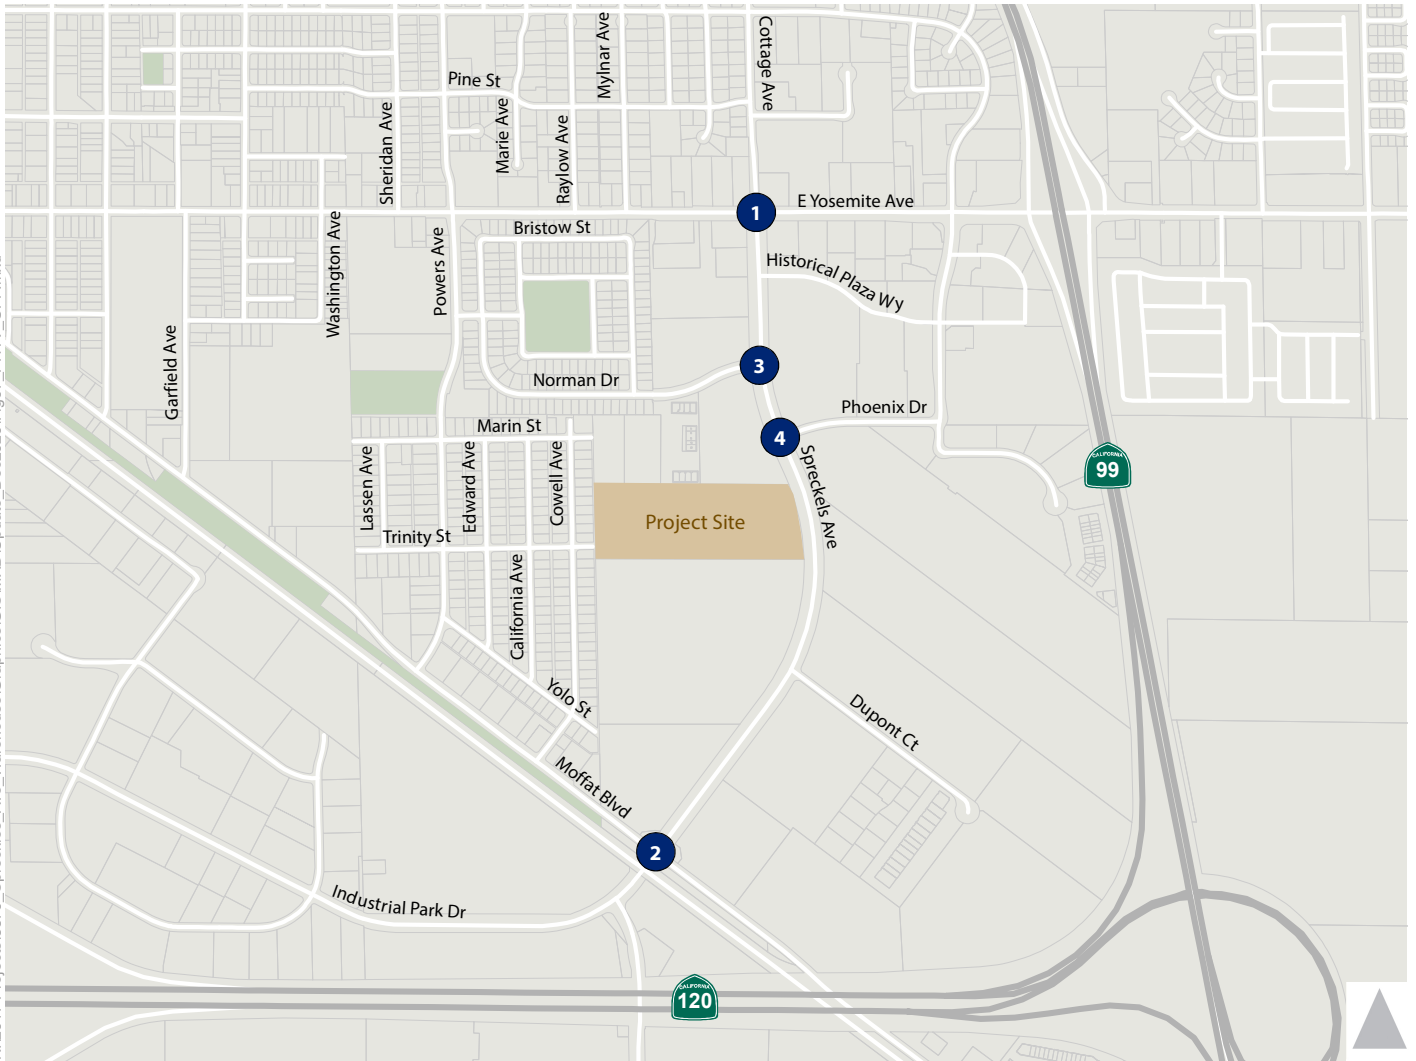 Cottage Ave
Mylnar Ave
Pine St
Sheridan Ave
Marie Ave
Raylow Ave
1
E Yosemite Ave
Washington Ave
Powers Ave
Bristow St
Historical Plaza Wy
Garfield Ave
3
Norman Dr
Phoenix Dr
Marin St
4
Lassen Ave
Edward Ave
Cowell Ave
Spreckels Ave
CALIFORNIA
99
Project Site
Trinity St
California Ave
Yolo St
Dupont Ct
Moffat Blvd
2
Industrial Park Dr
CALIFORNIA
120